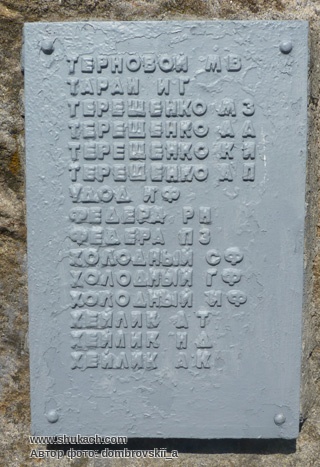 ТЕРНОВОЙ М В
ТАРАН И Г
ТЕРЕЩЕНКО М З
ТЕРЕЩЕНКО А А
ТЕРЕЩЕНКО К И
ТЕРЕЩЕНКО А П
УДОД И Ф
ФЕДЕРА Р Н
ФЕДЕРА П З
ХОЛОДНЫЙ С Ф
ХОЛОДНЫЙ Г Ф
ХОЛОДНЫЙ И Ф
ХЕЙЛИК А Т
ХЕЙЛИК Н Д
ХЕЙЛИК А К
www.shukach.com
Автор фото- dombrovskii_a